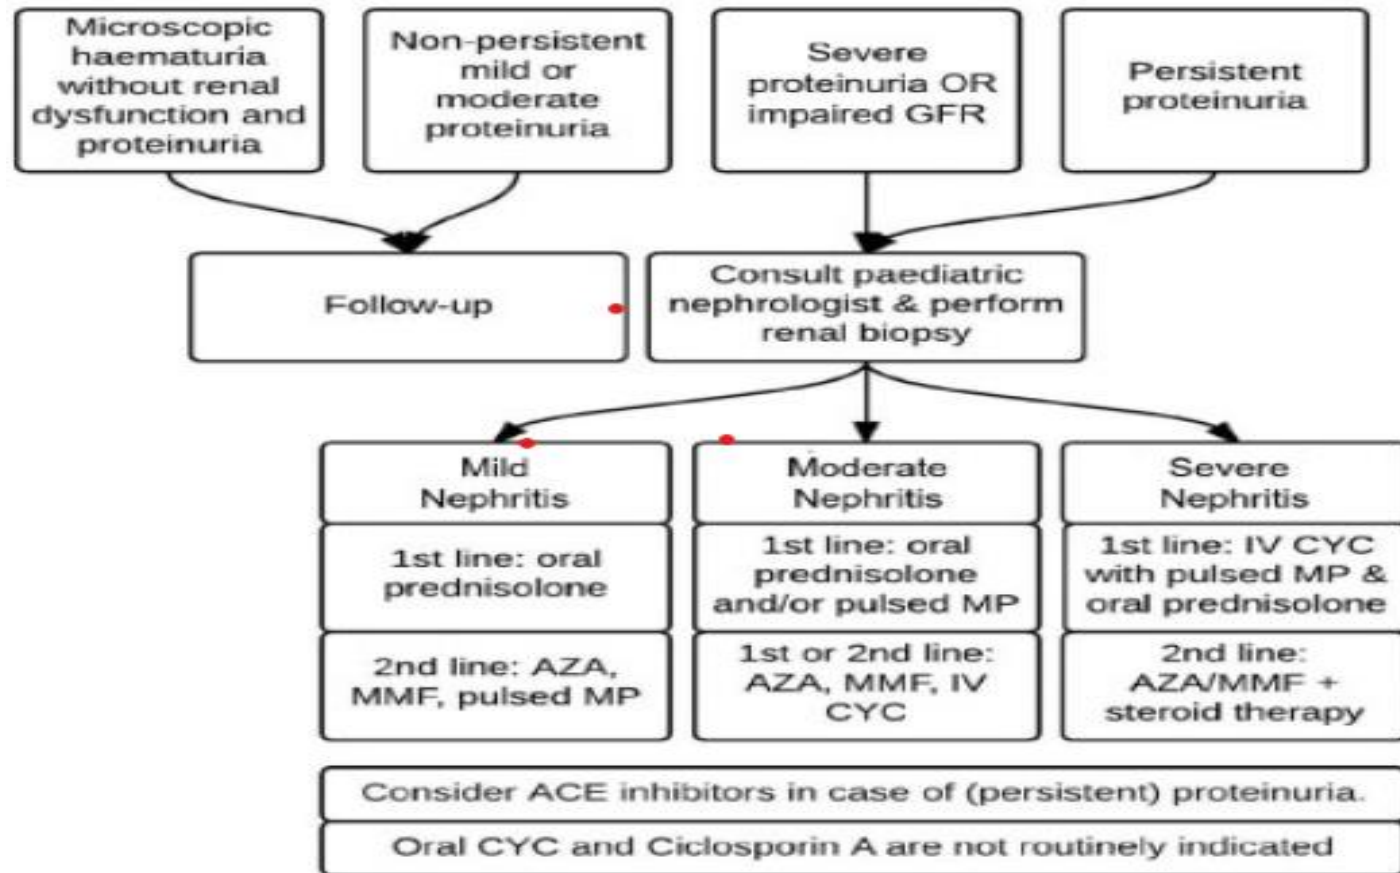 Microscopic
haematuria
without renal
dysfunction and
proteinuria
Non-persistent
mild or
moderate
proteinuria
Severe
proteinuria OR
impaired GFR
Persistent
proteinuria
Follow-up
Consult paediatric
nephrologist & perform
renal biopsy
Mild
Nephritis
1st line: oral
prednisolone
2nd line: AZA,
MMF, pulsed MP
Moderate
Nephritis
1st line: oral
prednisolone
and/or pulsed MP
1st or 2nd line:
AZA, MMF, IV
CYC
Severe
Nephritis
1st line: IV CYC
with pulsed MP &
oral prednisolone
2nd line:
AZA/MMF +
steroid therapy
Consider ACE inhibitors in case of (persistent) proteinuria.
Oral CYC and Ciclosporin A are not routinely indicated